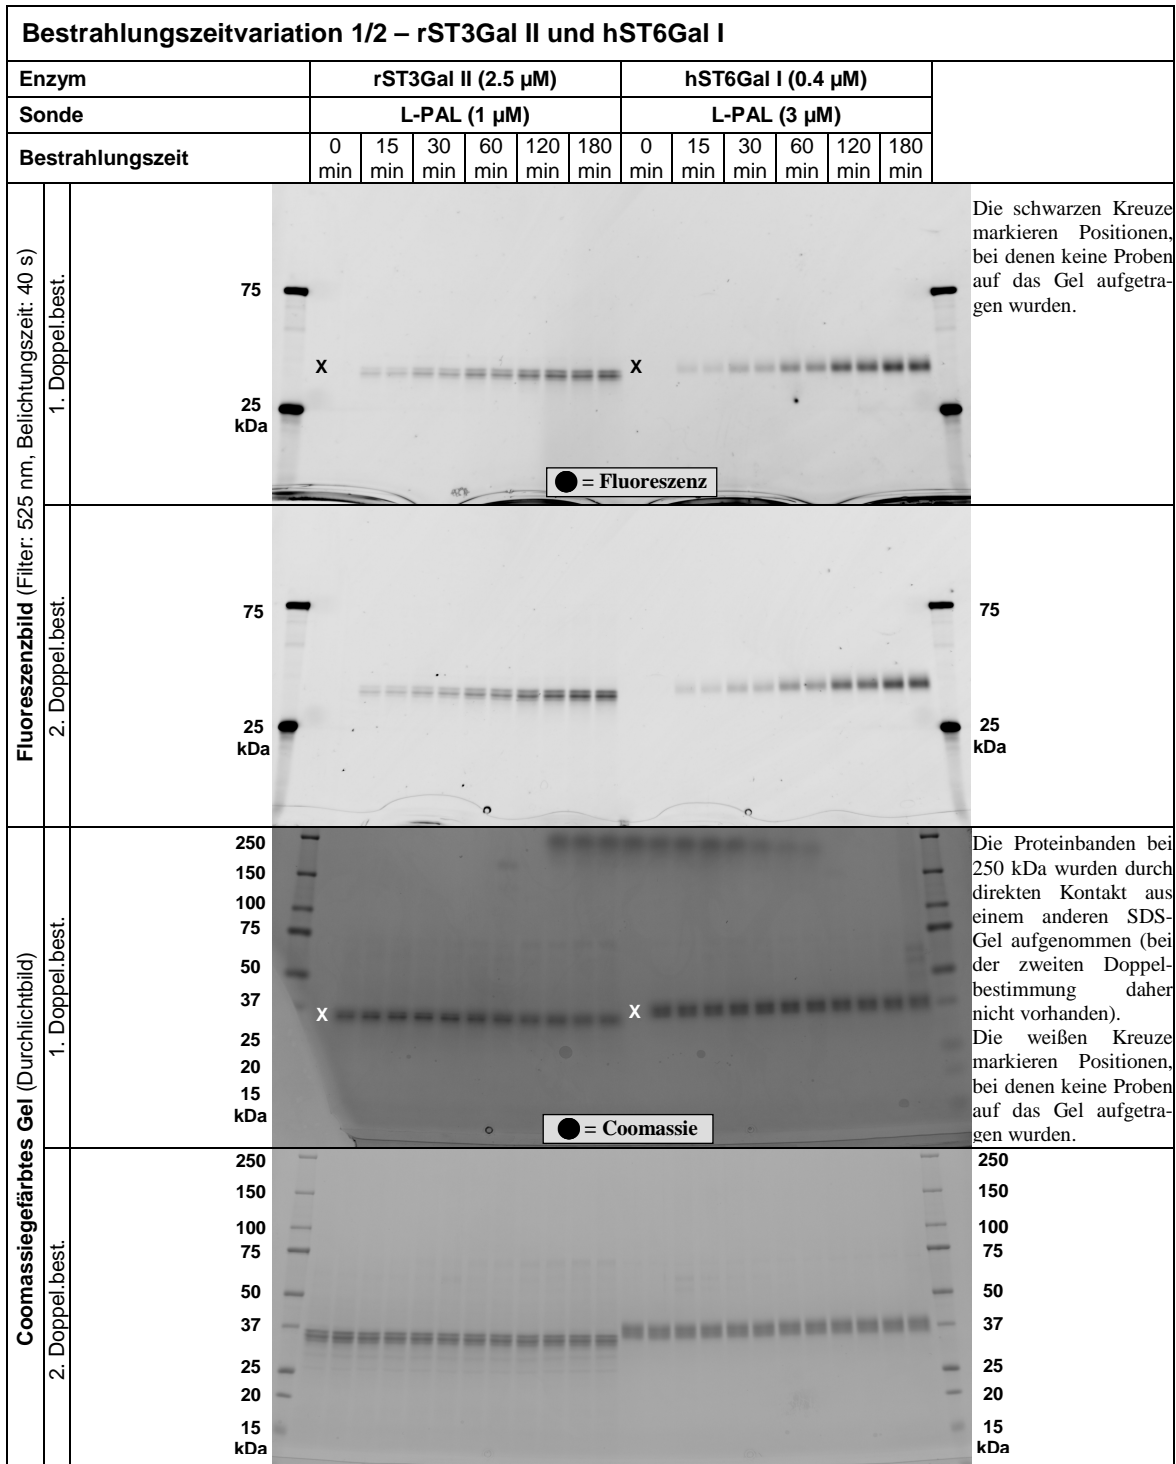 Bestrahlungszeitvariation 1/2 – rST3Gal II und hST6Gal I
Enzym
rST3Gal II (2.5 µM)
hST6Gal I (0.4 µM)
Sonde
L-PAL (1 µM)
L-PAL (3 µM)
Bestrahlungszeit
0 15 30 60 120 180 0 15 30 60 120 180
min min min min min min min min min min min min
Fluoreszenzbild (Filter: 525 nm, Belichtungszeit: 40 s)
1. Doppel.best.
75
25
kDa
X
X
= Fluoreszenz
Die schwarzen Kreuze
markieren Positionen,
bei denen keine Proben
auf das Gel aufgetra-
gen wurden.
2. Doppel.best.
75
25
kDa
75
25
kDa
Coomassiegefärbtes Gel (Durchlichtbild)
1. Doppel.best.
250
150
100
75
50
37
25
20
15
kDa
X
X
= Coomassie
Die Proteinbanden bei
250 kDa wurden durch
direkten Kontakt aus
einem anderen SDS-
Gel aufgenommen (bei
der zweiten Doppel-
bestimmung daher
nicht vorhanden).
Die weißen Kreuze
markieren Positionen,
bei denen keine Proben
auf das Gel aufgetra-
gen wurden.
2. Doppel.best.
250
150
100
75
50
37
25
20
15
kDa
250
150
100
75
50
37
25
20
15
kDa